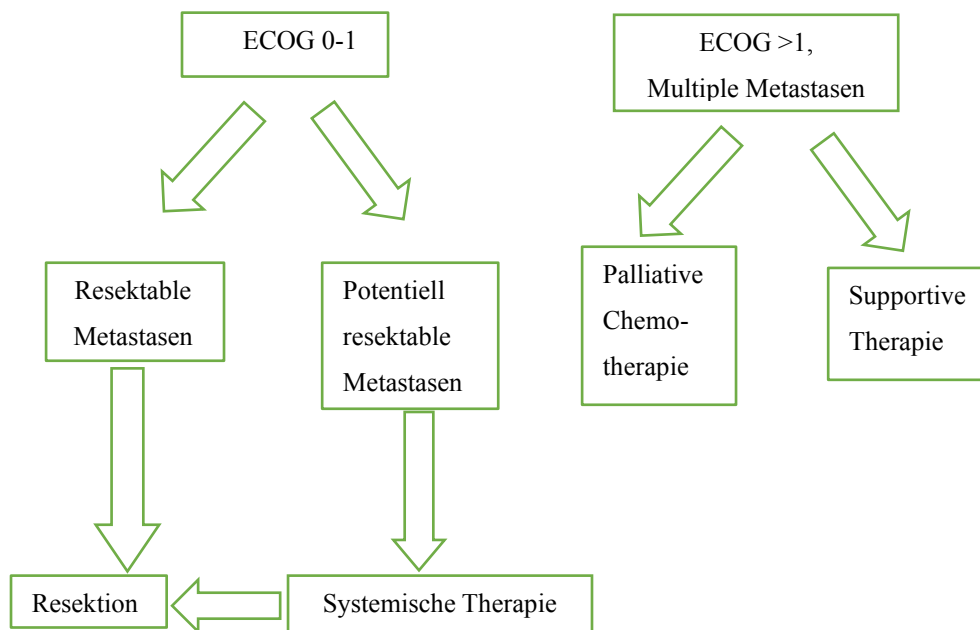 ECOG 0-1
ECOG >1,
Multiple Metastasen
Resektable
Metastasen
Potentiell
resektable
Metastasen
Palliative
Chemo-
therapie
Supportive
Therapie
Resektion
Systemische Therapie